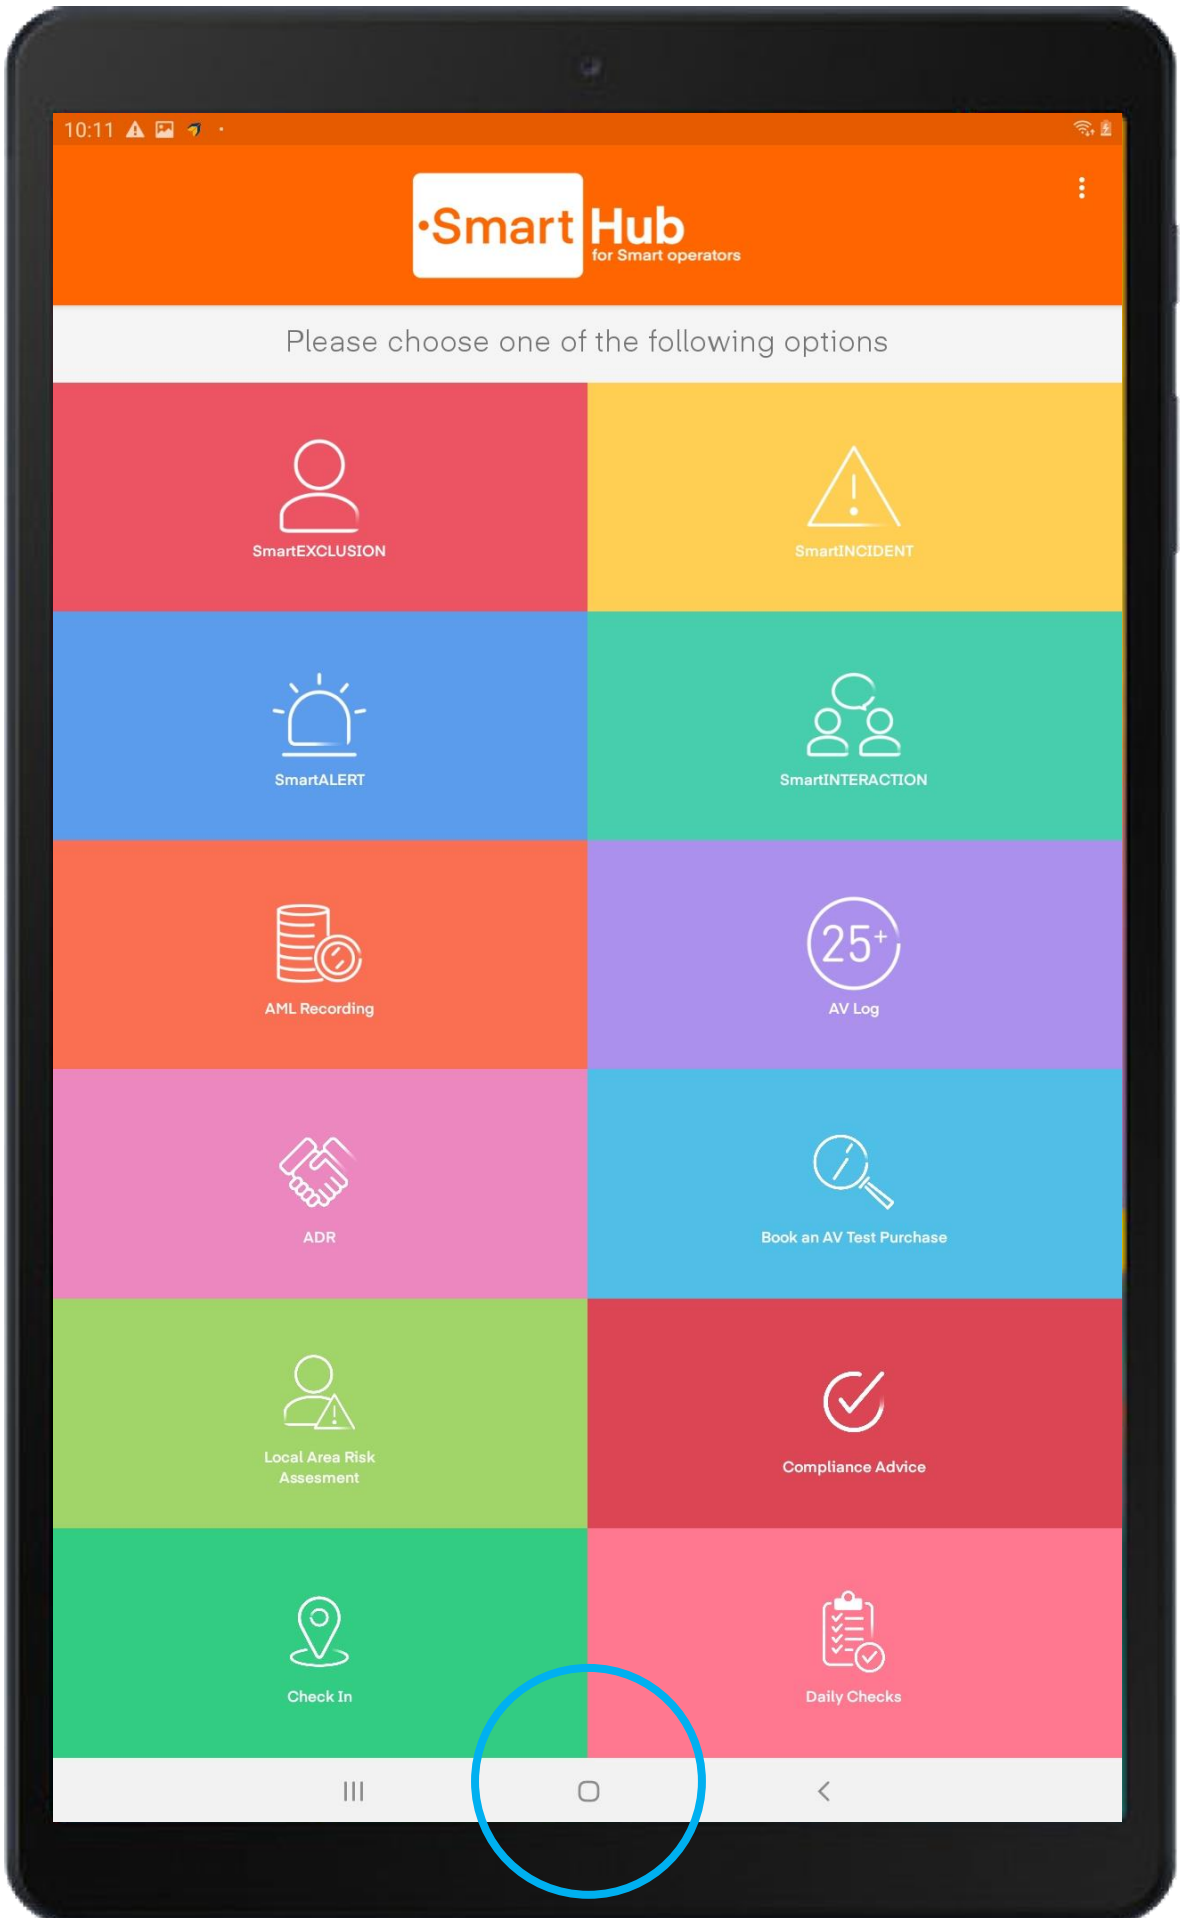 10:11
•Smart Hub
for Smart operators
Please choose one of the following options
SmartEXCLUSION
SmartINCIDENT
SmartALERT
SmartINTERACTION
AML Recording
25+
AV Log
ADR
Book an AV Test Purchase
Local Area Risk
Assesment
Compliance Advice
Check In
Daily Checks